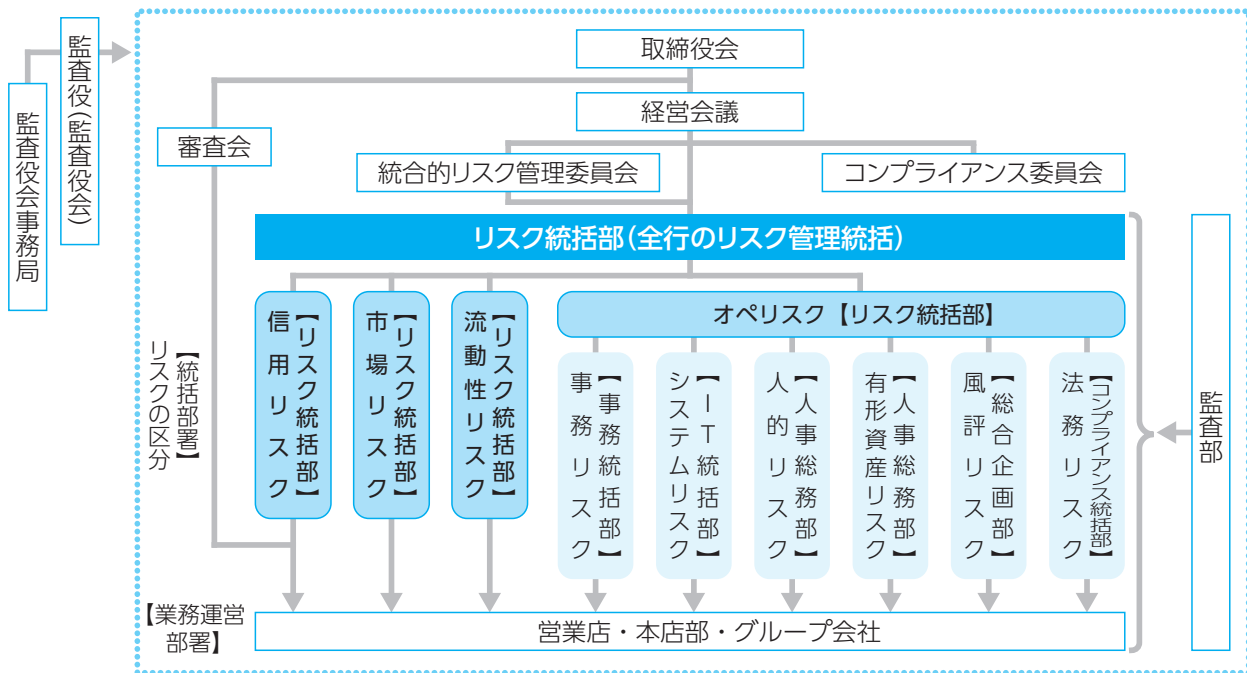 監査役会事務局
監査役(監査役会)
取締役会
経営会議
審査会
統合的リスク管理委員会
コンプライアンス委員会
リスク統括部(全行のリスク管理統括)
【統括部署】
リスクの区分
【リスク統括部】
信用リスク
【リスク統括部】
市場リスク
【リスク統括部】
流動性リスク
オペリスク【リスク統括部】
【事務統括部】
事務リスク
【IT統括部】
システムリスク
【人事総務部】
人的リスク
【人事総務部】
有形資産リスク
【総合企画部】
風評リスク
【コンプライアンス統括部】
法務リスク
監査部
【業務運営
部署】
営業店・本店部・グループ会社